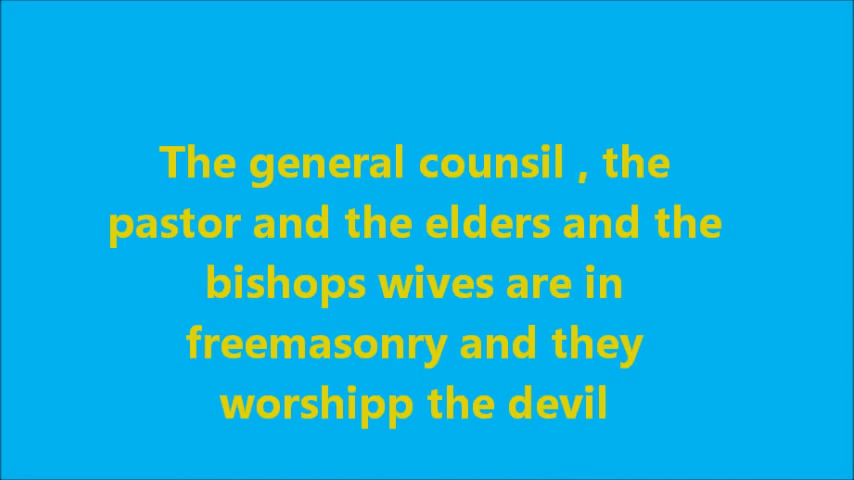 The general counsil , the
pastor and the elders and the
bishops wives are in
freemasonry and they
worshipp the devil